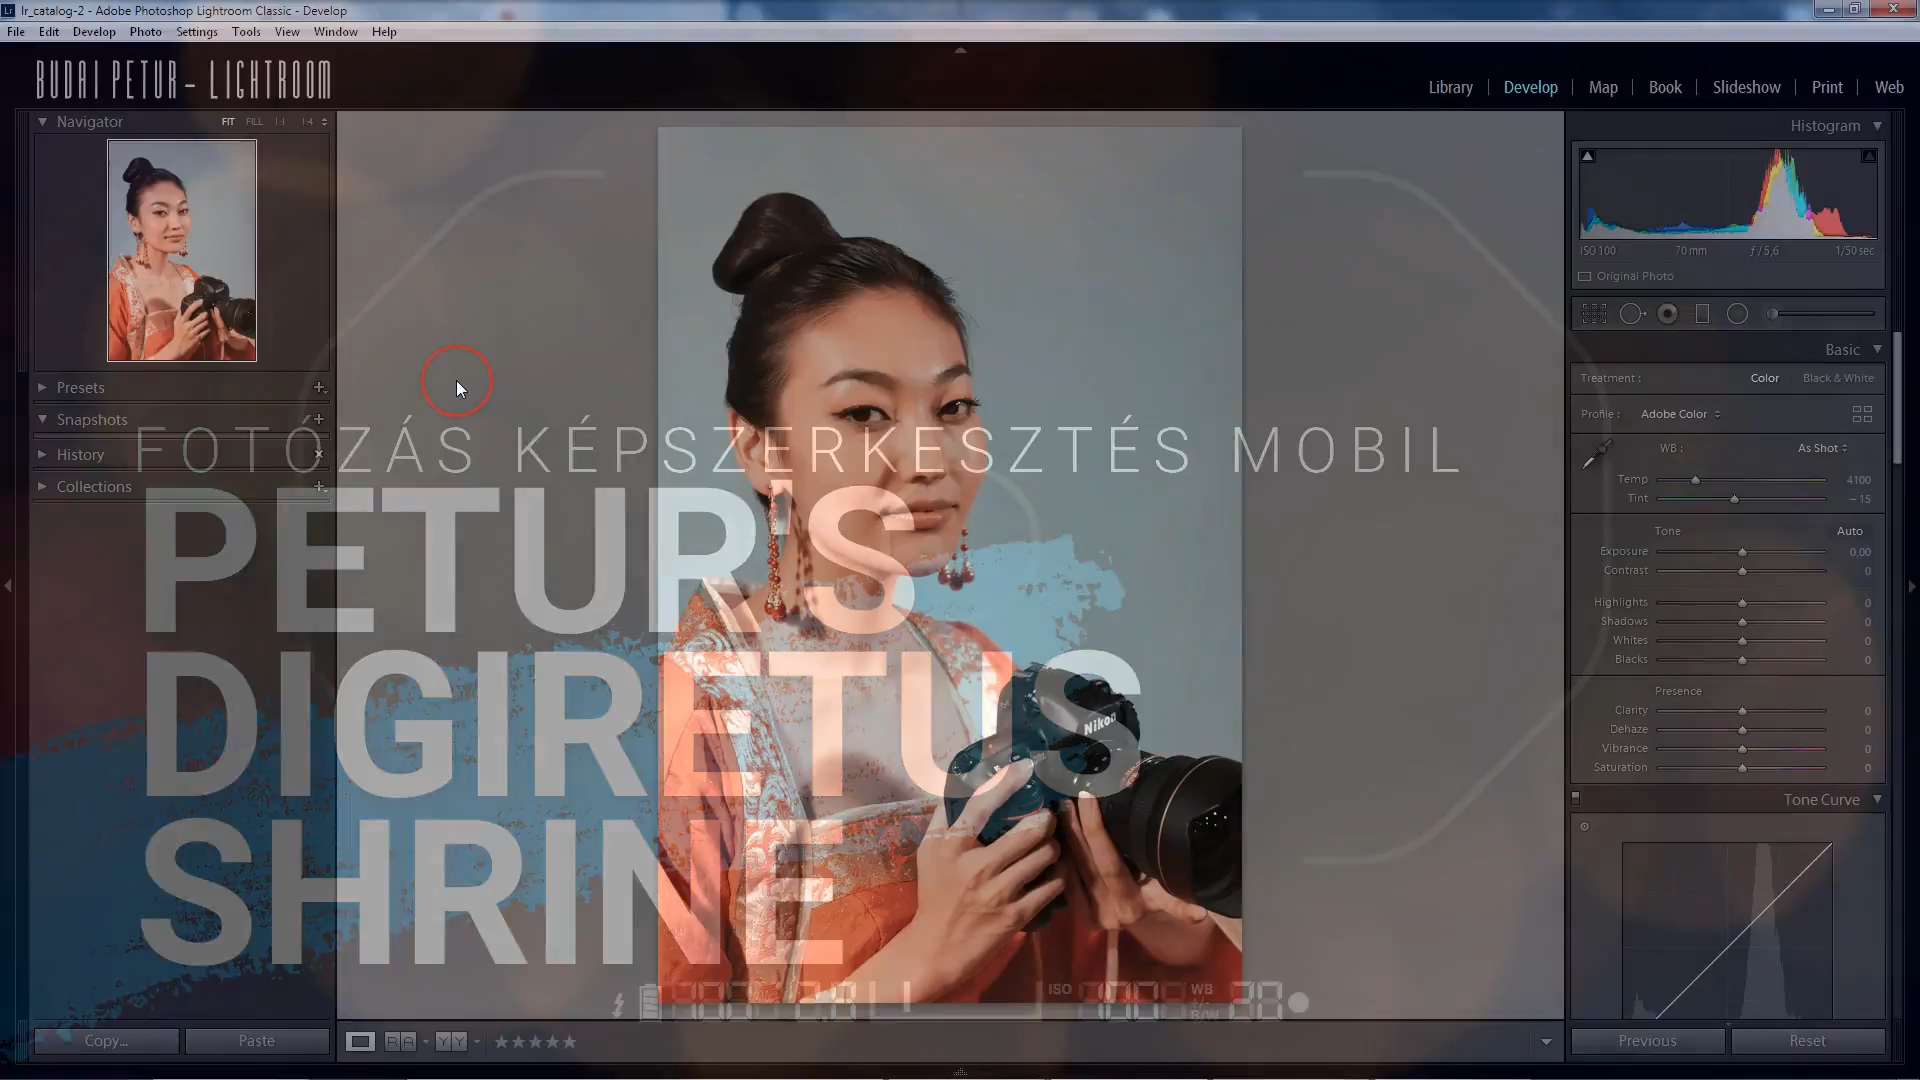 lr_catalog-2 - Adobe Photoshop Lightroom Classic - Develop
File Edit Develop Photo Settings Tools View Window Help
BUDAI PETUR - LIGHTROOM
Library Develop Map Book Slideshow Print Web
Navigator FIT FILL 1:1 1:4
Histogram
ISO 100 70 mm f / 5,6 1/50 sec
Original Photo
Basic
Treatment : Color Black & White
Profile : Adobe Color
WB : As Shot
Temp 4100
Tint - 15
Tone Auto
Exposure 0,00
Contrast 0
Highlights 0
Shadows 0
Whites 0
Blacks 0
Presence
Clarity 0
Dehaze 0
Vibrance 0
Saturation 0
Tone Curve
Presets
Snapshots
History
Collections
FOTÓZÁS KÉPSZERKESZTÉS MOBIL
PETUR'S
DIGIRETUS
SHRINE
Nikon
ISO WB
B/W
Copy... Paste
R A Y Y
Previous Reset